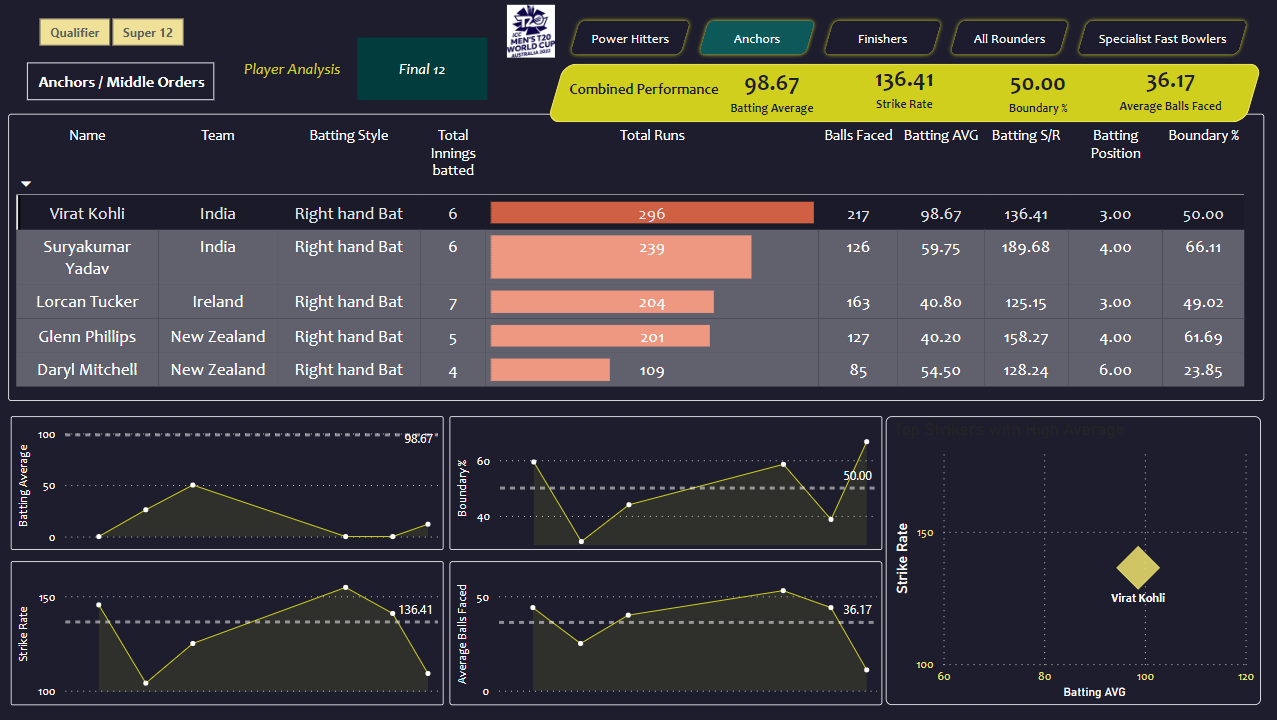 Qualifier
Super 12
Anchors / Middle Orders
Player Analysis
Final 12
ICC
MEN'S T20
WORLD CUP
AUSTRALIA 2022
Power Hitters
Anchors
Finishers
All Rounders
Specialist Fast Bowlers
Combined Performance
98.67
Batting Average
136.41
Strike Rate
50.00
Boundary %
36.17
Average Balls Faced
Name Team Batting Style Total Innings batted Total Runs Balls Faced Batting AVG Batting S/R Batting Position Boundary %
Virat Kohli India Right hand Bat 6 296 217 98.67 136.41 3.00 50.00
Suryakumar Yadav India Right hand Bat 6 239 126 59.75 189.68 4.00 66.11
Lorcan Tucker Ireland Right hand Bat 7 204 163 40.80 125.15 3.00 49.02
Glenn Phillips New Zealand Right hand Bat 5 201 127 40.20 158.27 4.00 61.69
Daryl Mitchell New Zealand Right hand Bat 4 109 85 54.50 128.24 6.00 23.85
Batting Average
100
50
0
98.67
Boundary %
60
40
50.00
Strike Rate
150
100
136.41
Average Balls Faced
50
0
36.17
Top Strikers with High Average
Strike Rate
150
100
Virat Kohli
60 80 100 120
Batting AVG